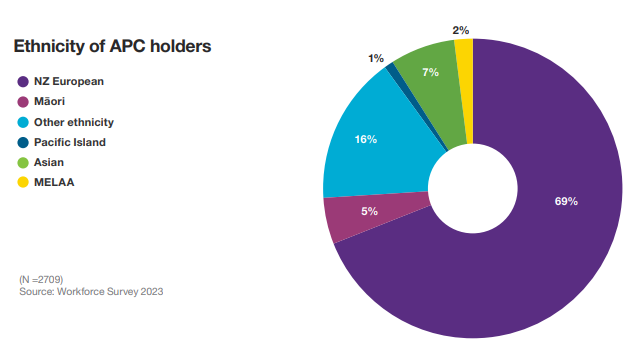 Ethnicity of APC holders
NZ European
Māori
Other ethnicity
Pacific Island
Asian
MELAA
2%
1%
7%
16%
5%
69%
(N =2709)
Source: Workforce Survey 2023